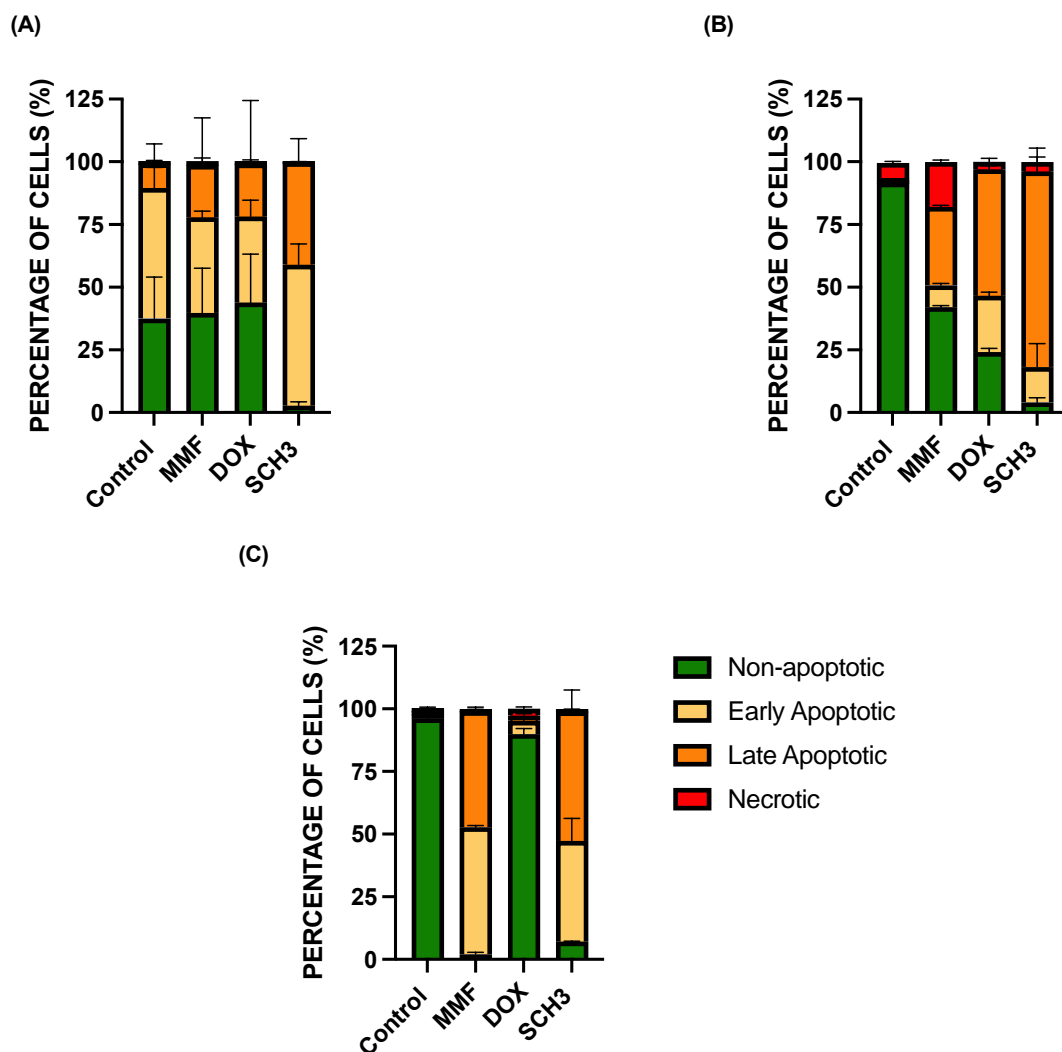 (A)
PERCENTAGE OF CELLS (%)
125
100
75
50
25
0
Control
MMF
DOX
SCH3
(B)
PERCENTAGE OF CELLS (%)
125
100
75
50
25
0
Control
MMF
DOX
SCH3
(C)
PERCENTAGE OF CELLS (%)
125
100
75
50
25
0
Control
MMF
DOX
SCH3
Non-apoptotic
Early Apoptotic
Late Apoptotic
Necrotic